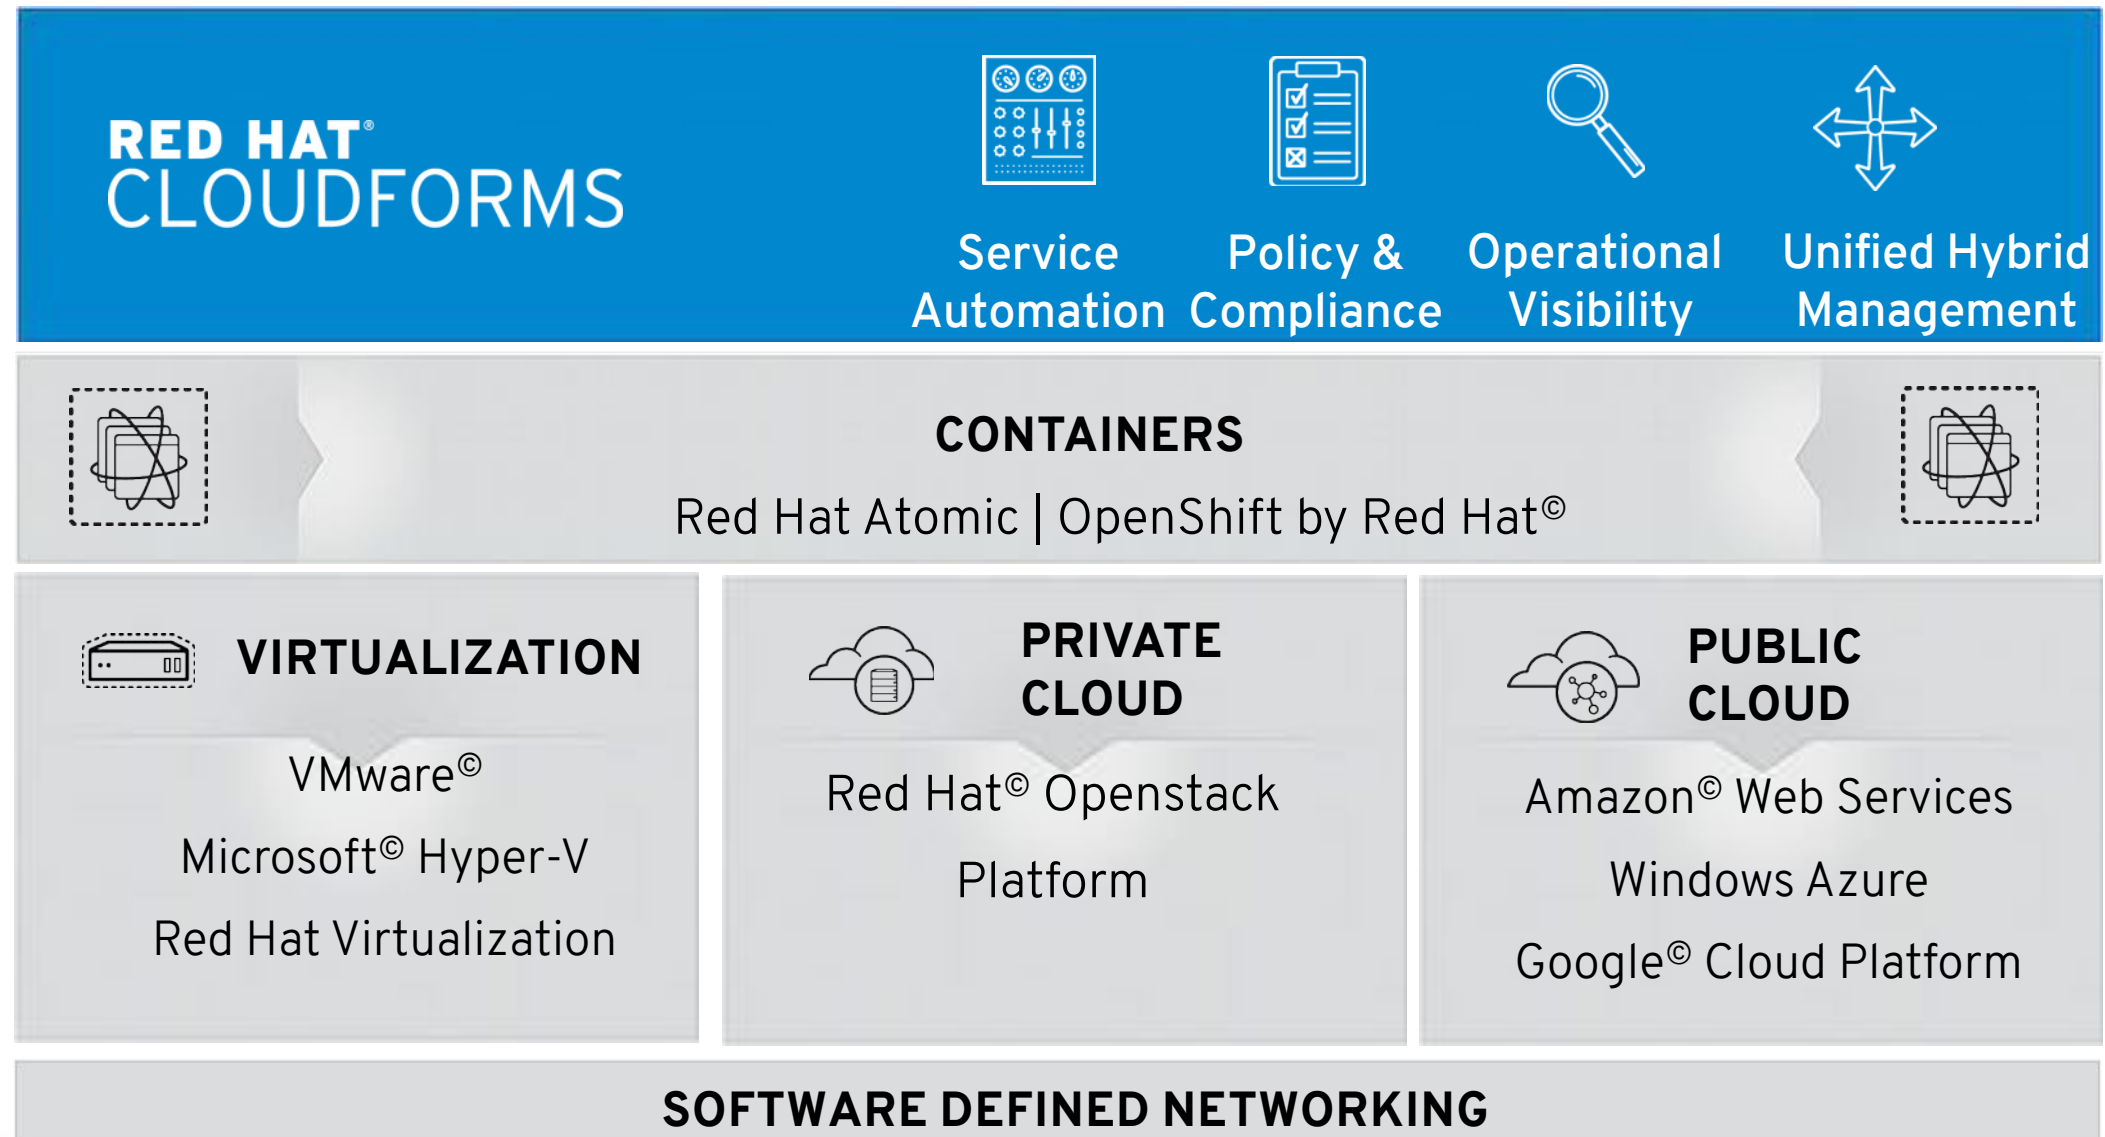 RED HAT®
CLOUDFORMS
Service
Automation
Policy &
Compliance
Operational
Visibility
Unified Hybrid
Management
CONTAINERS
Red Hat Atomic | OpenShift by Red Hat©
VIRTUALIZATION
VMware©
Microsoft© Hyper-V
Red Hat Virtualization
PRIVATE
CLOUD
Red Hat© Openstack
Platform
PUBLIC
CLOUD
Amazon© Web Services
Windows Azure
Google© Cloud Platform
SOFTWARE DEFINED NETWORKING